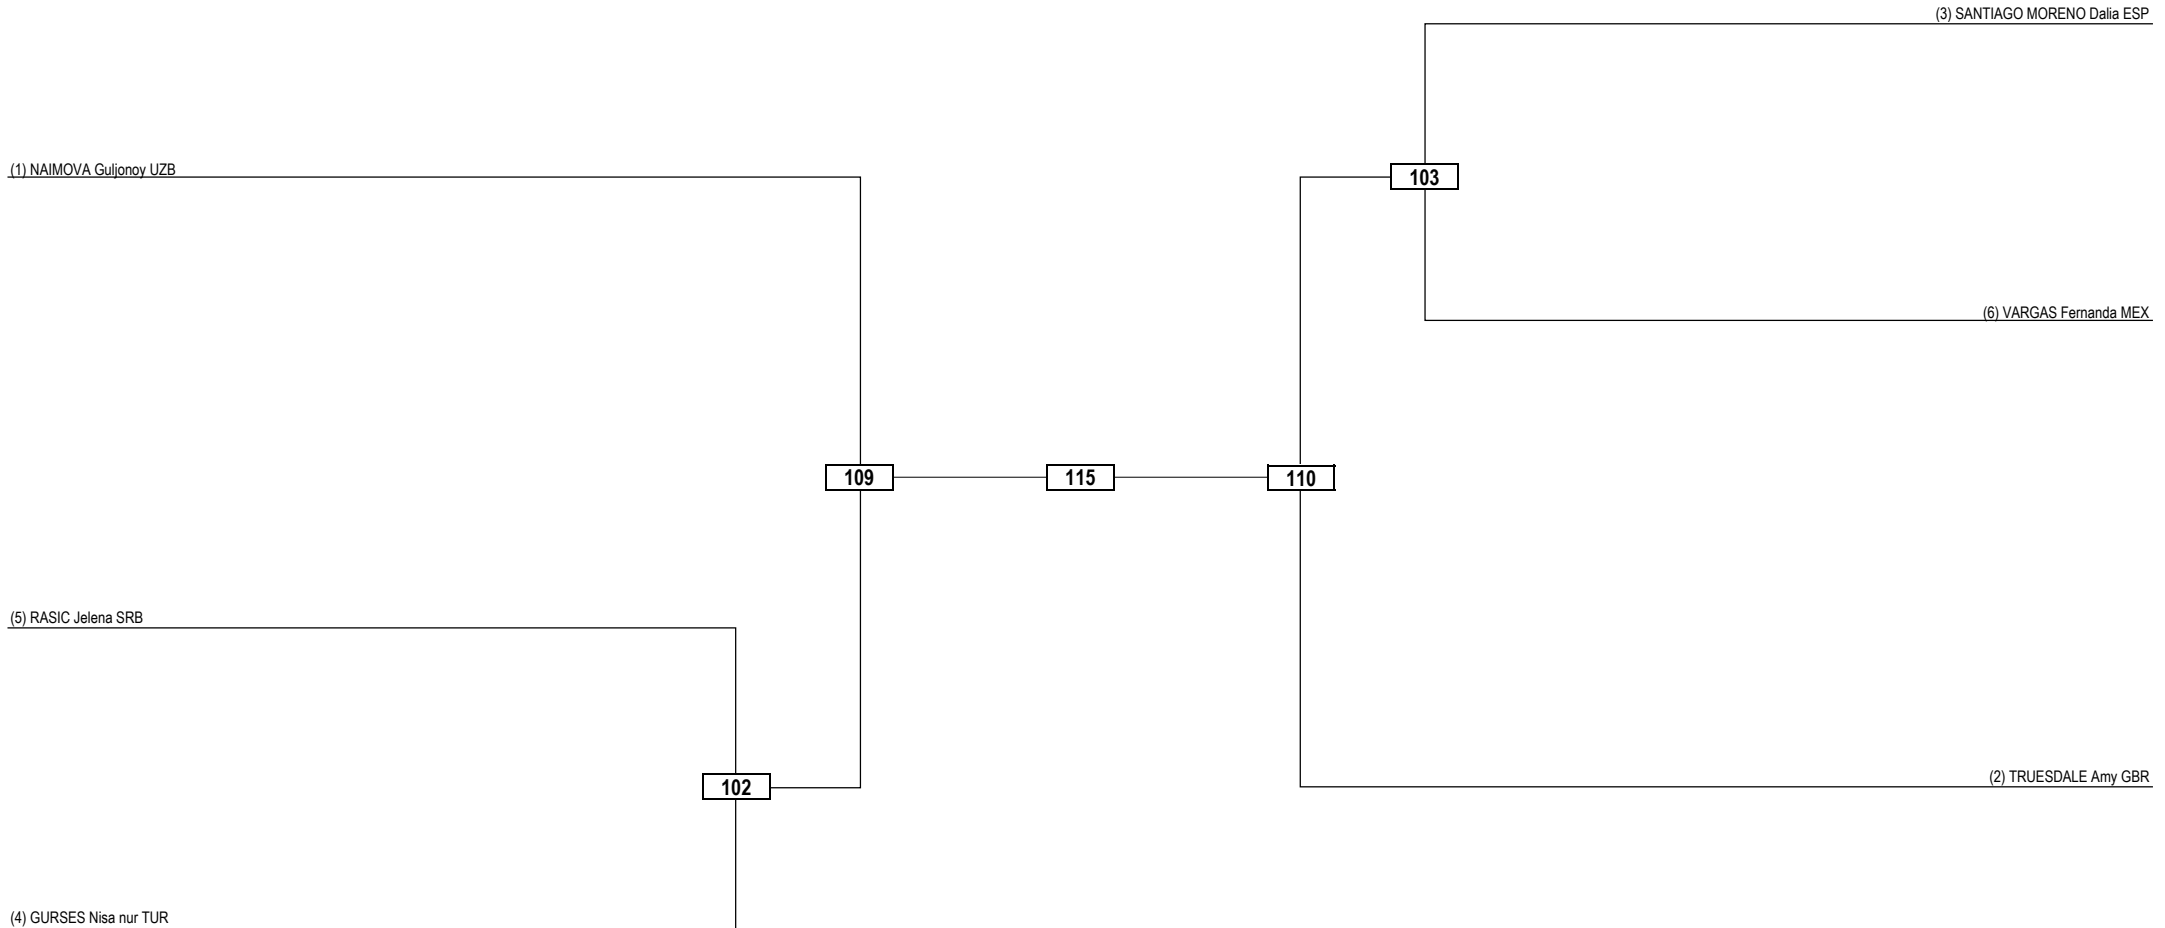 (3) SANTIAGO MORENO Dalia ESP
(1) NAIMOVA Guljonoy UZB
103
(6) VARGAS Fernanda MEX
109
115
110
(5) RASIC Jelena SRB
(2) TRUESDALE Amy GBR
102
(4) GURSES Nisa nur TUR